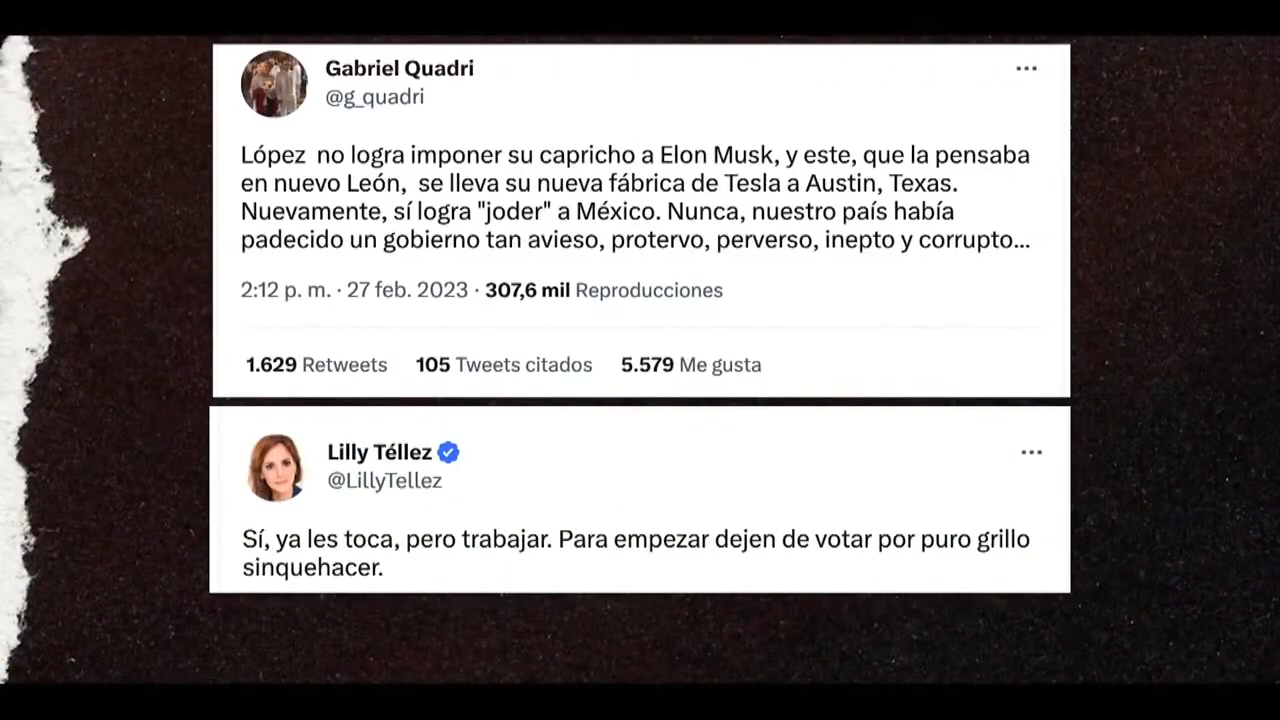 Gabriel Quadri
@g_quadri
López no logra imponer su capricho a Elon Musk, y este, que la pensaba
en nuevo León, se lleva su nueva fábrica de Tesla a Austin, Texas.
Nuevamente, sí logra "joder" a México. Nunca, nuestro país había
padecido un gobierno tan avieso, protervo, perverso, inepto y corrupto...
2:12 p. m. · 27 feb. 2023 · 307,6 mil Reproducciones
1.629 Retweets 105 Tweets citados 5.579 Me gusta
Lilly Téllez
@LillyTellez
Sí, ya les toca, pero trabajar. Para empezar dejen de votar por puro grillo
sinquehacer.